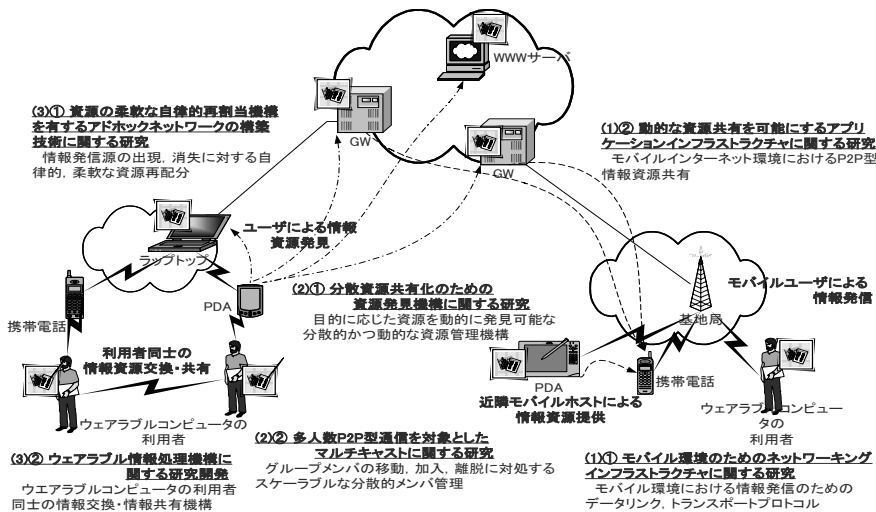 WWWサーバ
GW
GW
(3)① 資源の柔軟な自律的再割当機構
を有するアドホックネットワークの構築
技術に関する研究
情報発信源の出現, 消失に対する自
律的, 柔軟な資源再配分
(1)② 動的な資源共有を可能にするアプリ
ケーションインフラストラクチャに関する研究
モバイルインターネット環境におけるP2P型
情報資源共有
ユーザによる情報
資源発見
ラップトップ
PDA
携帯電話
(2)① 分散資源共有化のための
資源発見機構に関する研究
目的に応じた資源を動的に発見可能な
分散的かつ動的な資源管理機構
モバイルユーザによる
情報発信
基地局
利用者同士の
情報資源交換・共有
PDA
携帯電話
近隣モバイルホストによる
情報資源提供
ウェアラブルコンピュータの
利用者
ウェアラブルコンピュー
タの
利用者
(3)② ウェアラブル情報処理機構に
関する研究開発
ウエアラブルコンピュータの利用者
同士の情報交換・情報共有機構
(2)② 多人数P2P型通信を対象とした
マルチキャストに関する研究
グループメンバの移動, 加入, 離脱に対処する
スケーラブルな分散的メンバ管理
(1)① モバイル環境のためのネットワーキング
インフラストラクチャに関する研究
モバイル環境における情報発信のための
データリンク, トランスポートプロトコル